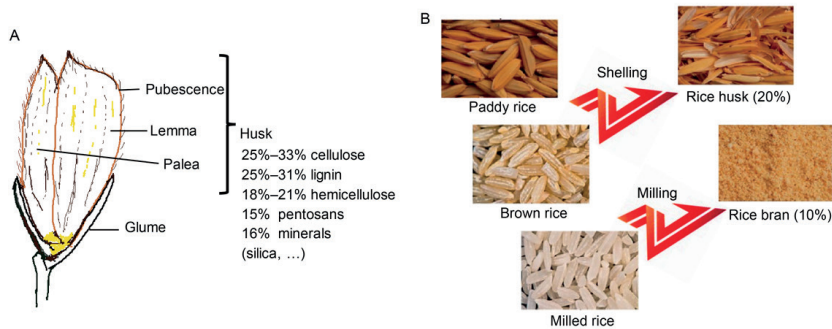 A
Pubescence
Lemma
Palea
Glume
Husk
25%–33% cellulose
25%–31% lignin
18%–21% hemicellulose
15% pentosans
16% minerals
(silica, ...)
B
Paddy rice
Shelling
Rice husk (20%)
Brown rice
Milling
Rice bran (10%)
Milled rice